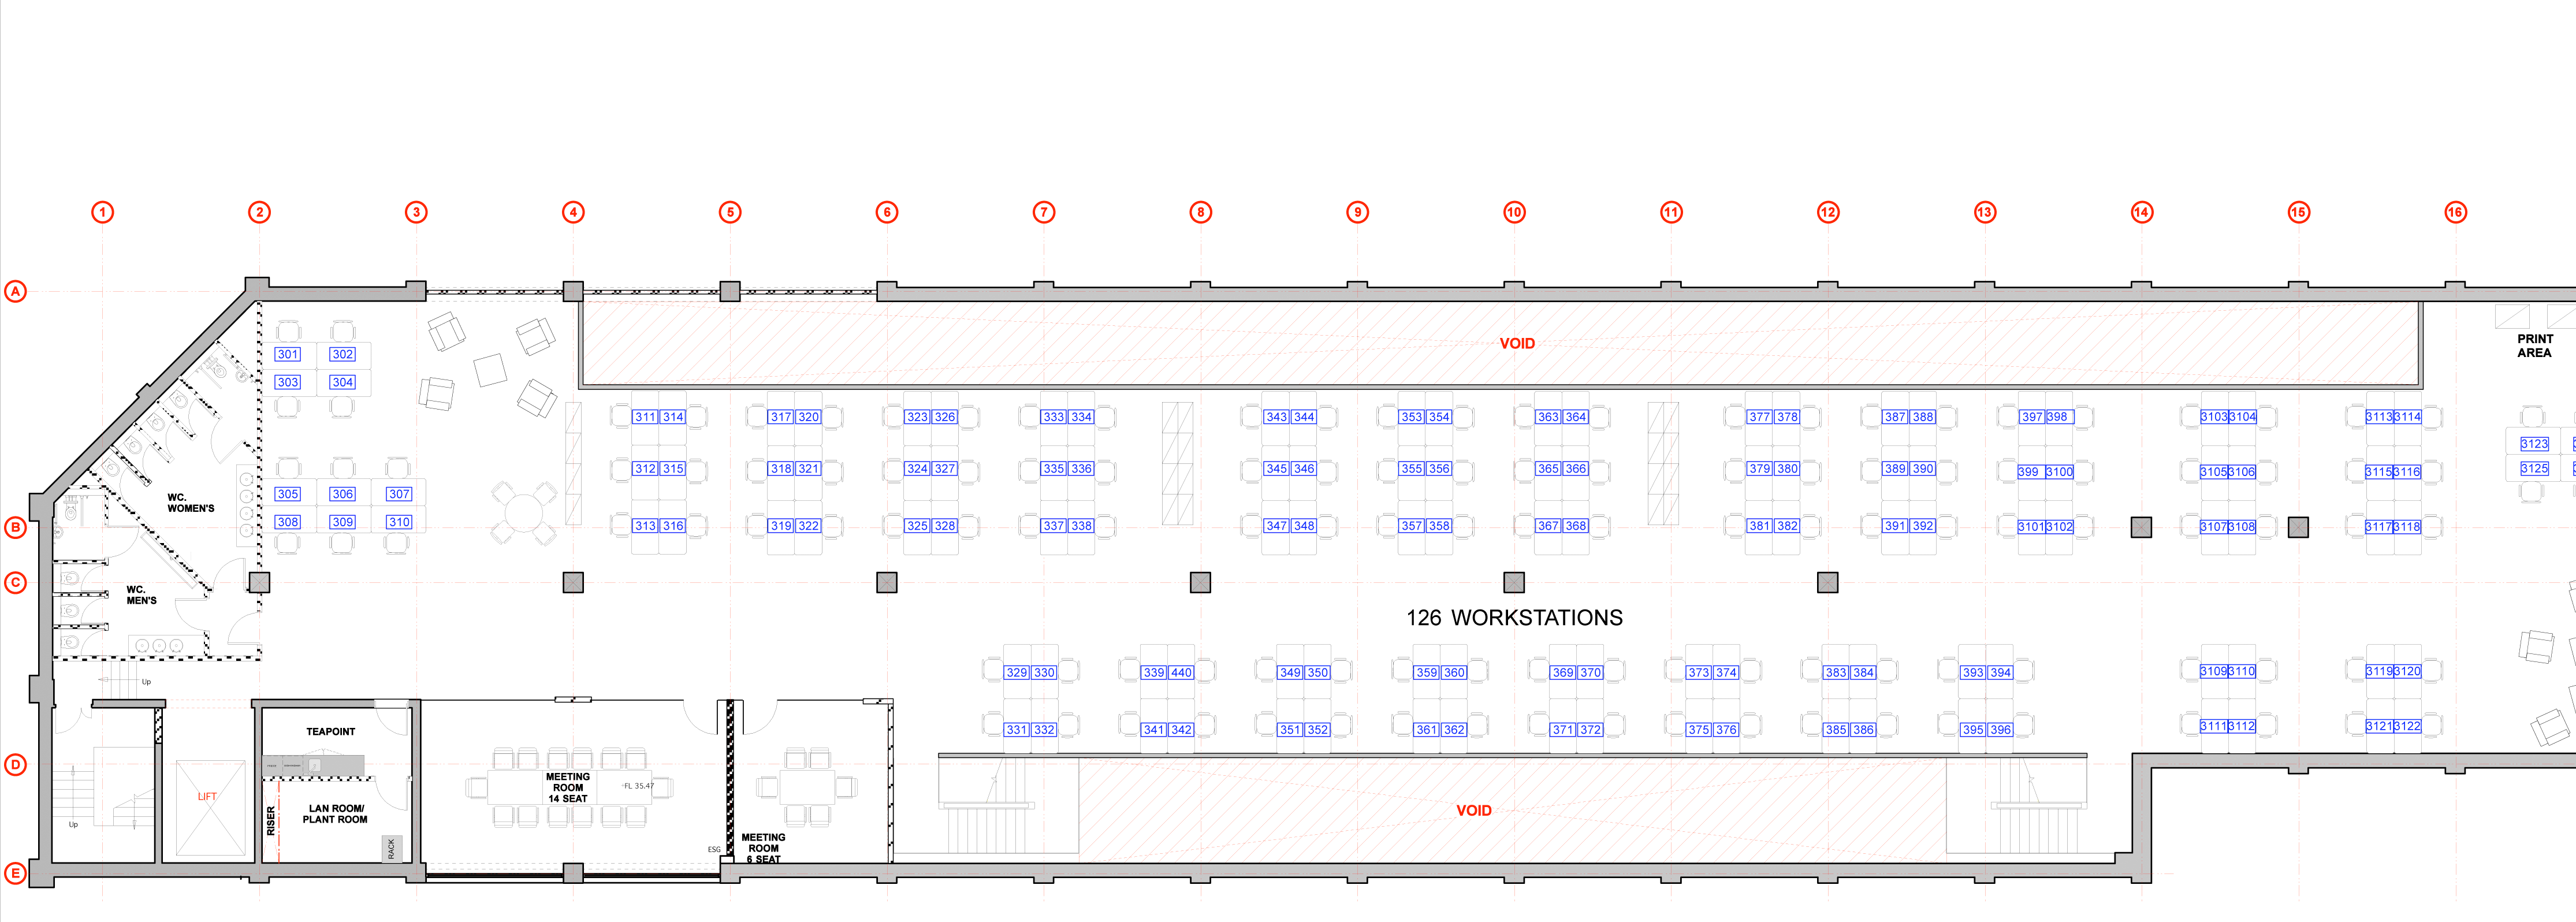 1 2 3 4 5 6 7 8 9 10 11 12 13 14 15 16
A
VOID
PRINT
AREA
301 302
303 304
311 314 317 320 323 326 333 334 343 344 353 354 363 364 377 378 387 388 397 398 3103 3104 3113 3114
3123
312 315 318 321 324 327 335 336 345 346 355 356 365 366 379 380 389 390 399 3100 3105 3106 3115 3116 3125
305 306 307
WC.
WOMEN'S
308 309 310
313 316 319 322 325 328 337 338 347 348 357 358 367 368 381 382 391 392 3101 3102 3107 3108 3117 3118
B
C
WC.
MEN'S
126 WORKSTATIONS
329 330 339 440 349 350 359 360 369 370 373 374 383 384 393 394 3109 3110 3119 3120
Up
331 332 341 342 351 352 361 362 371 372 375 376 385 386 395 396 3111 3112 3121 3122
TEAPOINT
D
MEETING
ROOM
14 SEAT
FL 35.47
LIFT
LAN ROOM/
PLANT ROOM
RISER
VOID
Up
RACK
ESG
MEETING
ROOM
6 SEAT
E